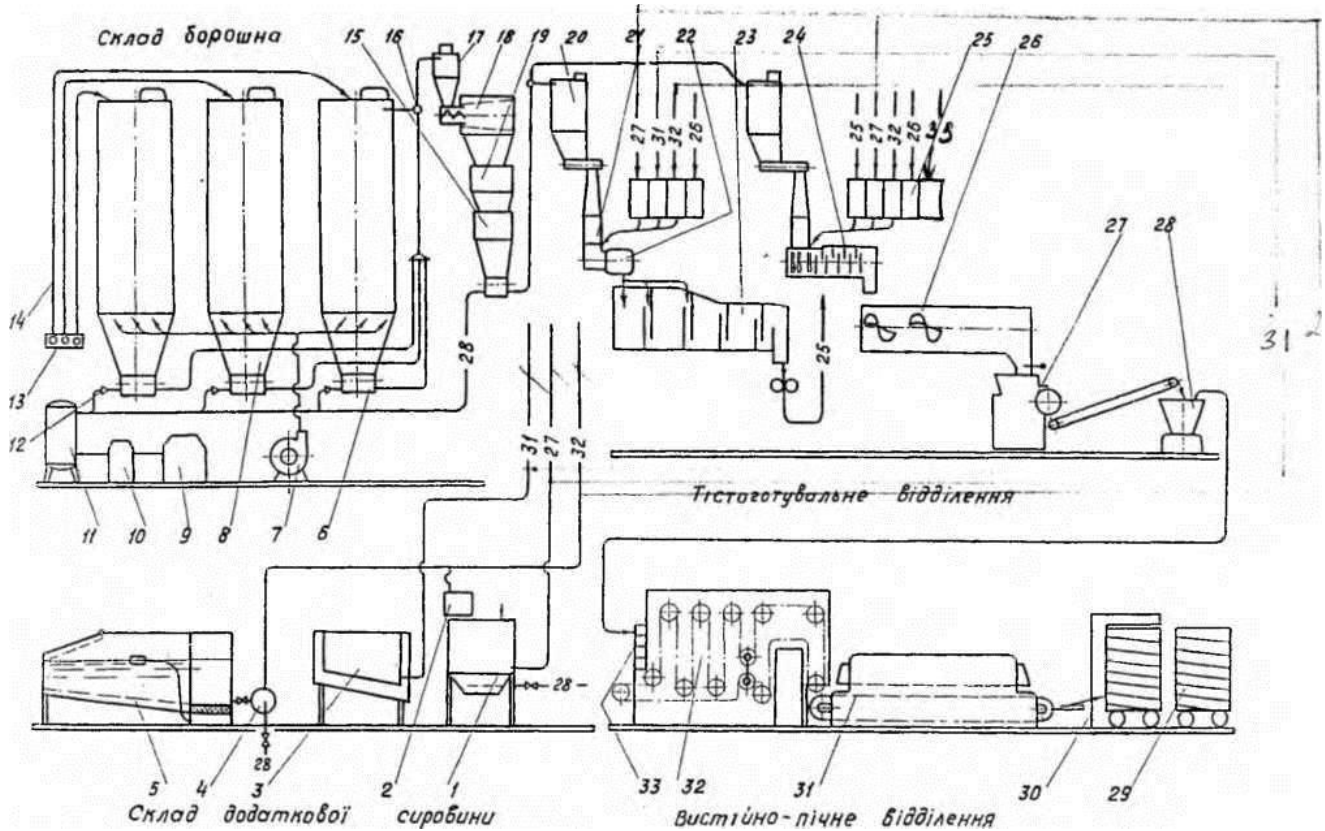 Склад борошна
15 16 17 18 19 20 21 22 23 24 25 26
27 31 32 26
25 27 32 26 33
27 28
14
28
25
31 2
13
12
31 27 32
11 10 9 8 7 6
Тістоготувальне відділення
28
28
5 4 3 2 1
33 32 31 30 29
Склад додаткової сировини
Вистійно-пічне відділення